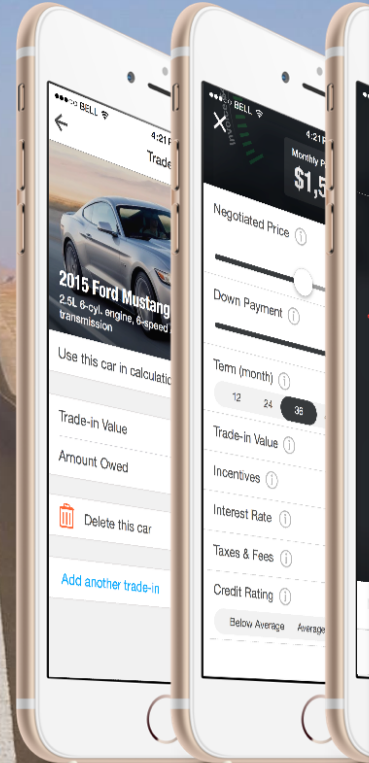 BELL
4:21
Trade
2015 Ford Mustang
2.5L 6-cyl. engine, 6-speed
transmission
Use this car in
Trade-in Value
Amount Owed
Delete this car
Add another trade-in
BELL
4:21
Monthly
Negotiated Price
Down Payment
Term (month)
12 24 36
Trade-in Value
Incentives
Interest Rate
Taxes & Fees
Credit Rating
Below Average Average